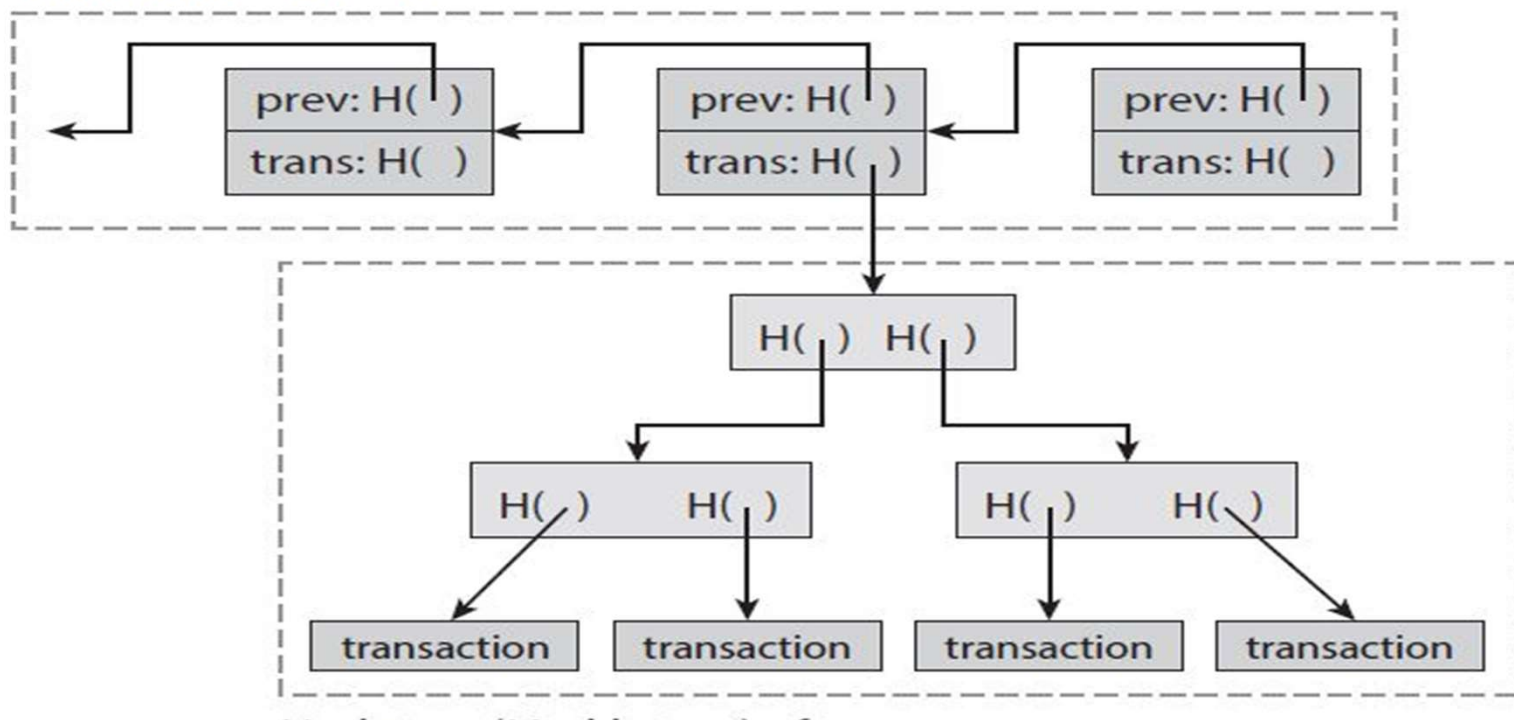 prev: H( ) prev: H( ) prev: H( )
trans: H( ) trans: H( ) trans: H( )
H( ) H( )
H( ) H( ) H( ) H( )
transaction transaction transaction transaction